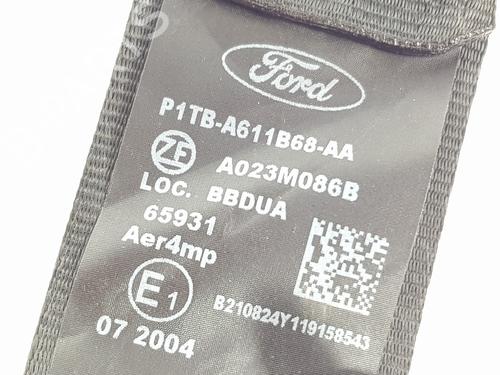 Ford
P1TB-A611B68-AA
ZF A023M086B
LOC. BBDUA
65931
Aer4mp
E1
B210824Y119158543
07 2004